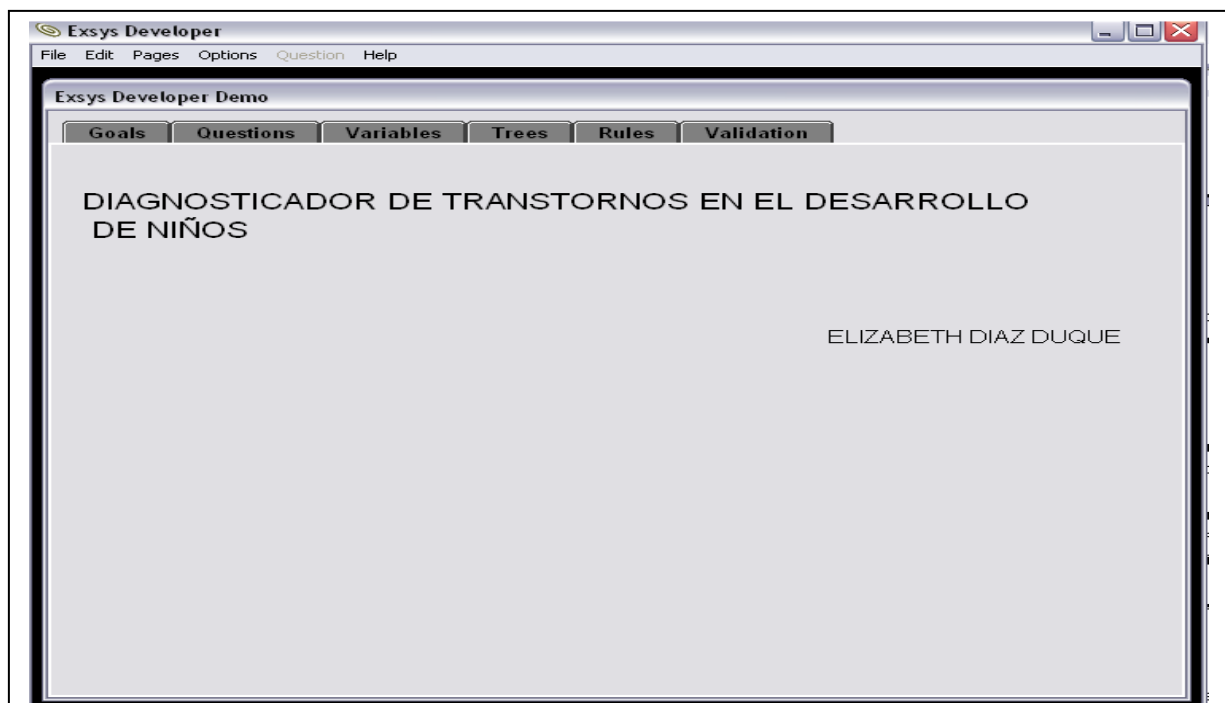 Exsys Developer
File Edit Pages Options Question Help
Exsys Developer Demo
Goals Questions Variables Trees Rules Validation
DIAGNOSTICADOR DE TRANSTORNOS EN EL DESARROLLO
DE NIÑOS
ELIZABETH DIAZ DUQUE